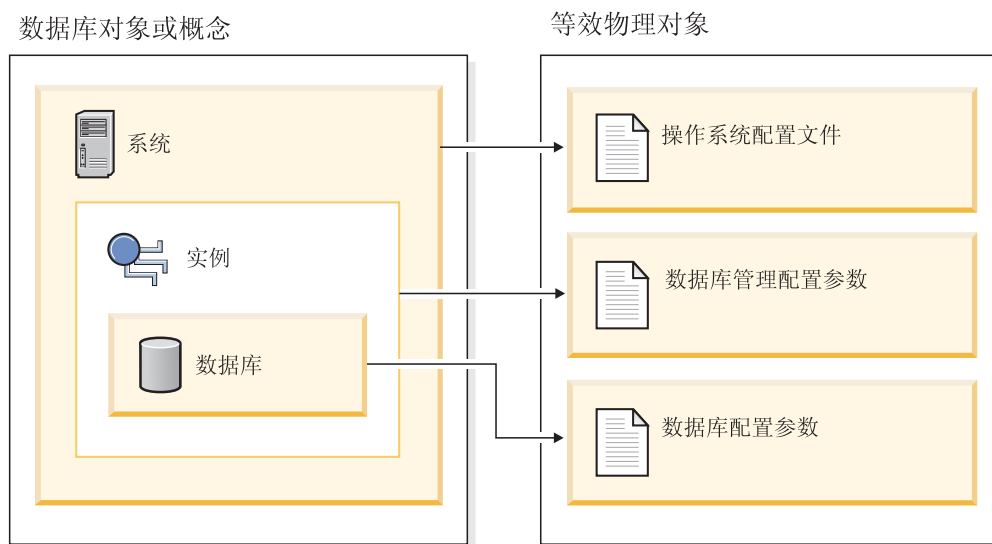 数据库对象或概念
等效物理对象
系统
操作系统配置文件
实例
数据库管理配置参数
数据库
数据库配置参数